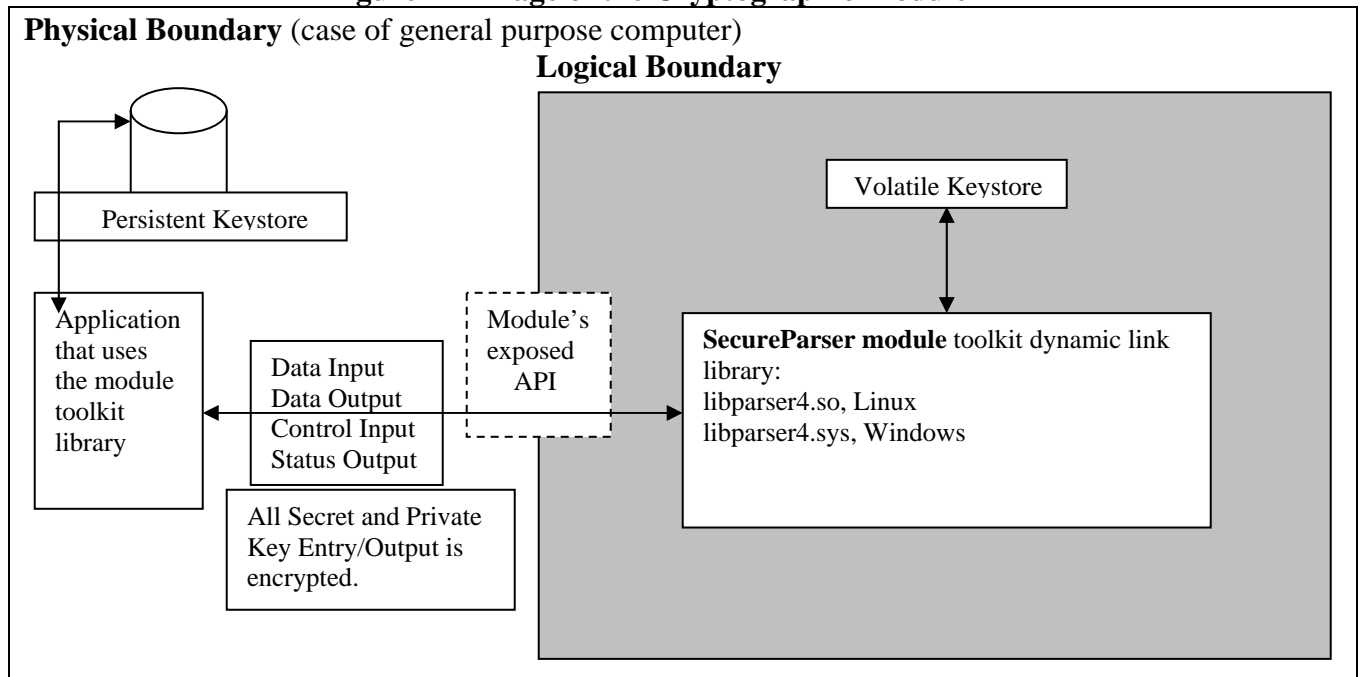 Physical Boundary (case of general purpose computer)
Logical Boundary
Volatile Keystore
Persistent Keystore
Application
that uses
the module
toolkit
library
Data Input
Data Output
Control Input
Status Output
All Secret and Private
Key Entry/Output is
encrypted.
Module's
exposed
API
SecureParser module toolkit dynamic link
library:
libparser4.so, Linux
libparser4.sys, Windows